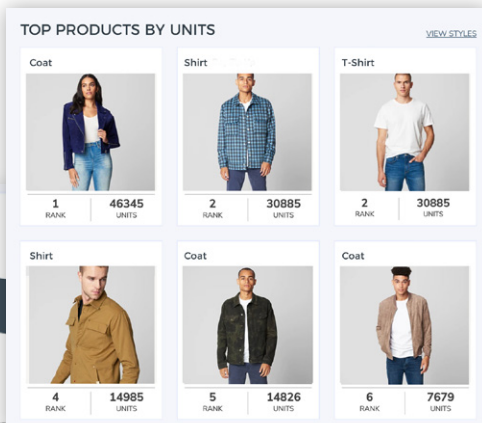 TOP PRODUCTS BY UNITS
VIEW STYLES
Coat
1 46345
RANK UNITS
Shirt
2 30885
RANK UNITS
T-Shirt
2 30885
RANK UNITS
Shirt
4 14985
RANK UNITS
Coat
5 14826
RANK UNITS
Coat
6 7679
RANK UNITS